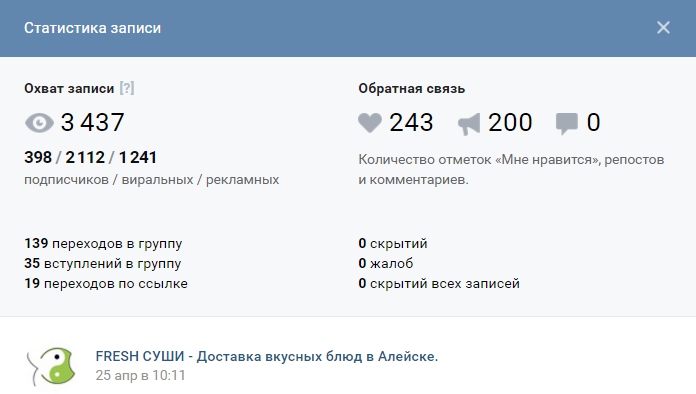 Статистика записи
Охват записи [?]
3 437
398 / 2 112 / 1 241
подписчиков / виральных / рекламных
139 переходов в группу
35 вступлений в группу
19 переходов по ссылке
Обратная связь
243 200 0
Количество отметок «Мне нравится», репостов
и комментариев.
0 скрытий
0 жалоб
0 скрытий всех записей
FRESH СУШИ - Доставка вкусных блюд в Алейске.
25 апр в 10:11